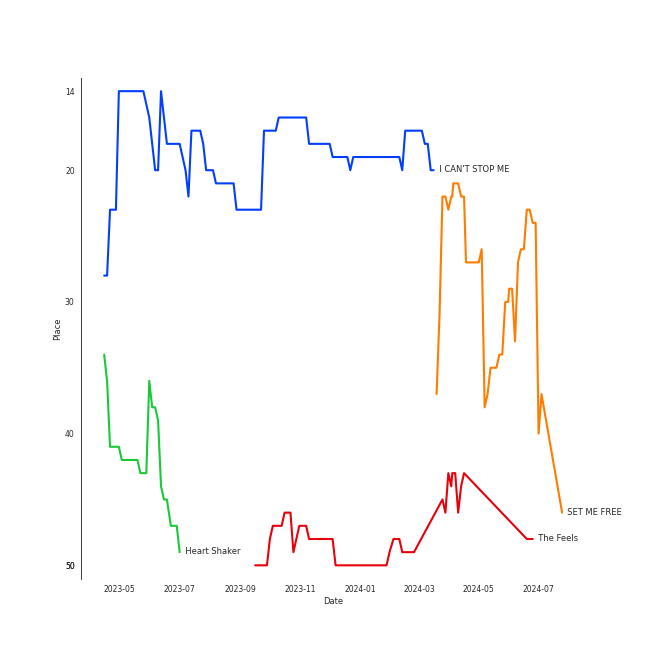 14
20
I CAN'T STOP ME
30
Place
40
SET ME FREE
The Feels
Heart Shaker
50
2023-05 2023-07 2023-09 2023-11 2024-01 2024-03 2024-05 2024-07
Date